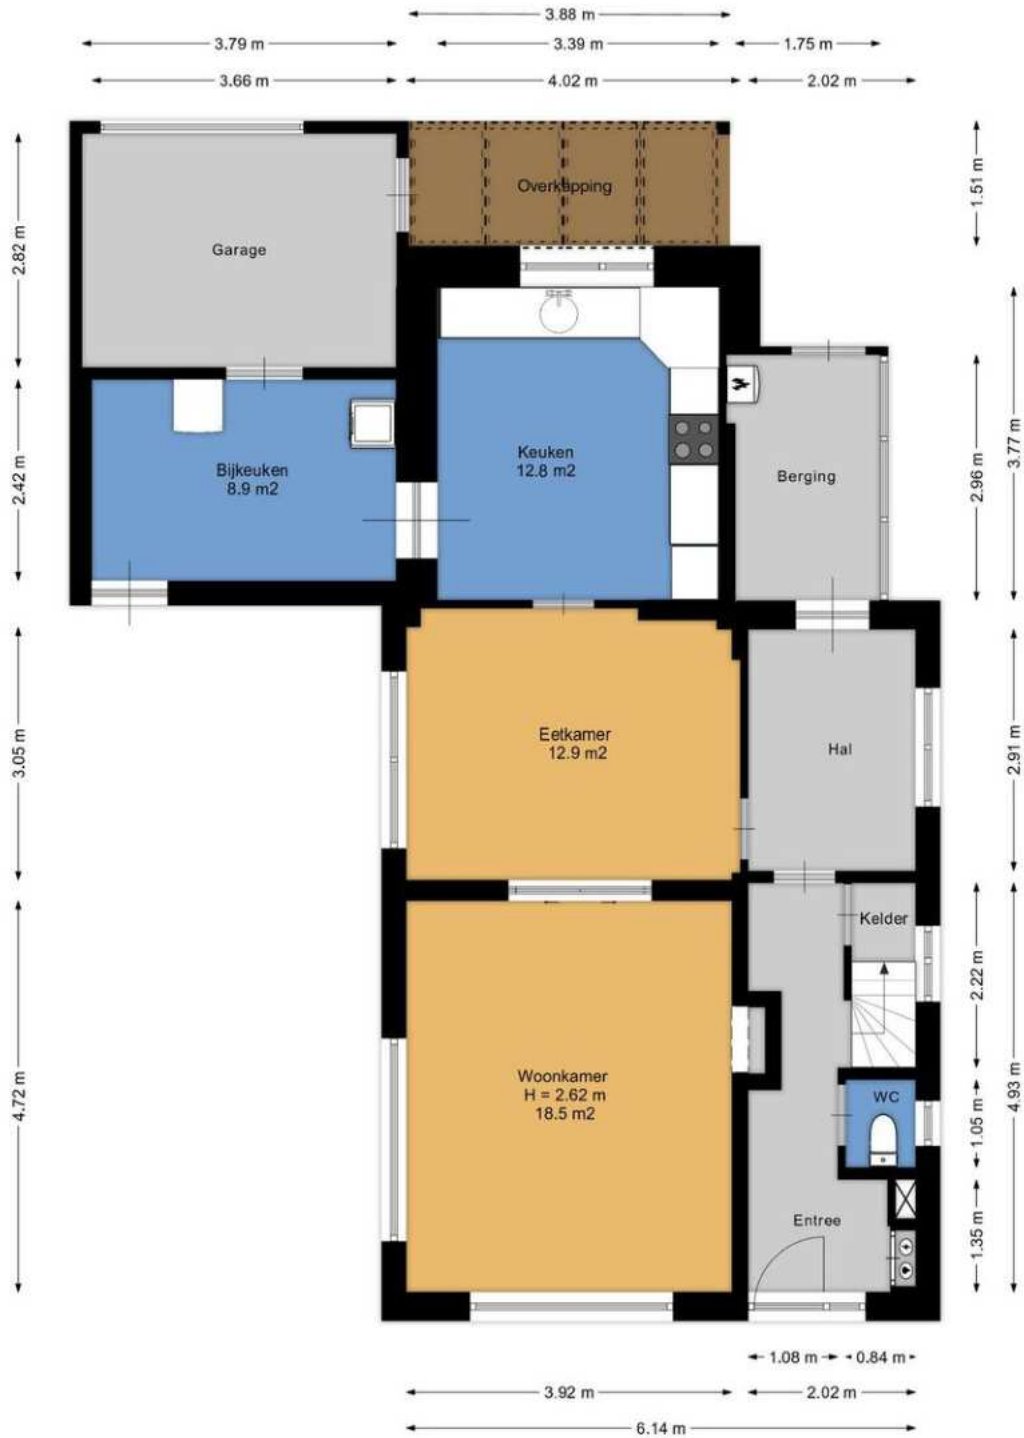 3.88 m
3.79 m
3.39 m
1.75 m
3.66 m
4.02 m
2.02 m
1.51 m
Overkapping
2.82 m
Garage
3.77 m
2.42 m
Bijkeuken
8.9 m2
Keuken
12.8 m2
Berging
2.96 m
3.05 m
Eetkamer
12.9 m2
Hal
2.91 m
Kelder
2.22 m
4.72 m
Woonkamer
H = 2.62 m
18.5 m2
WC
1.05 m
4.93 m
Entree
1.35 m
1.08 m
0.84 m
3.92 m
2.02 m
6.14 m